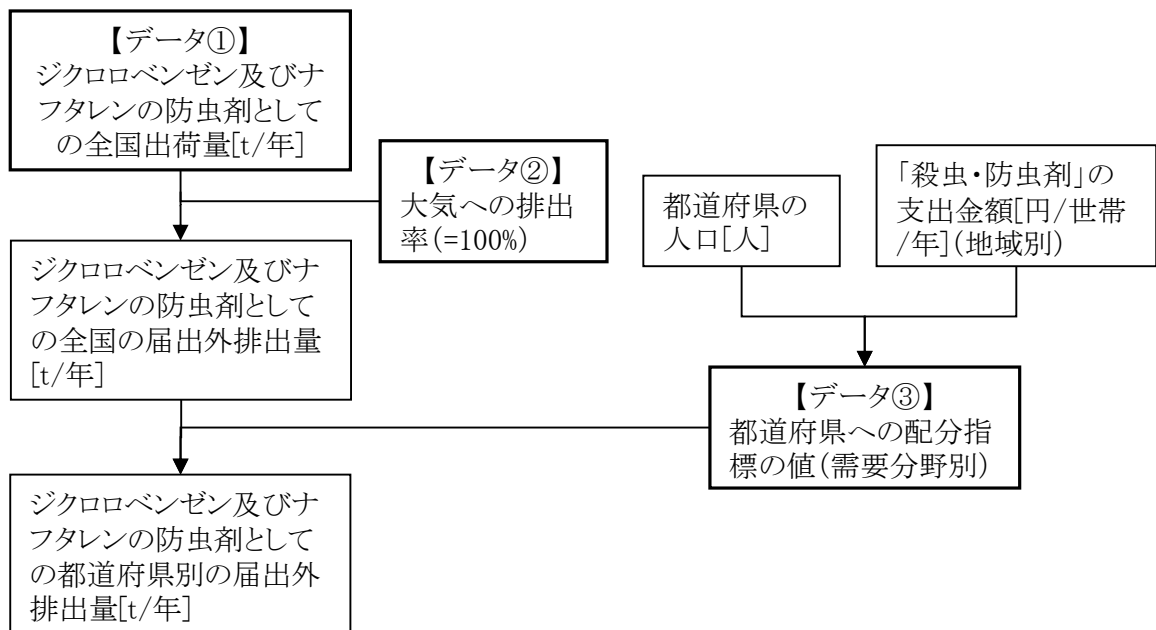 【データ①】
ジクロロベンゼン及びナ
フタレンの防虫剤として
の全国出荷量[t/年]
【データ②】
大気への排出
率(=100%)
都道府県の
人口[人]
「殺虫・防虫剤」の
支出金額[円/世帯
/年](地域別)
ジクロロベンゼン及びナ
フタレンの防虫剤として
の全国の届出外排出量
[t/年]
【データ③】
都道府県への配分指
標の値(需要分野別)
ジクロロベンゼン及びナ
フタレンの防虫剤として
の都道府県別の届出外
排出量[t/年]